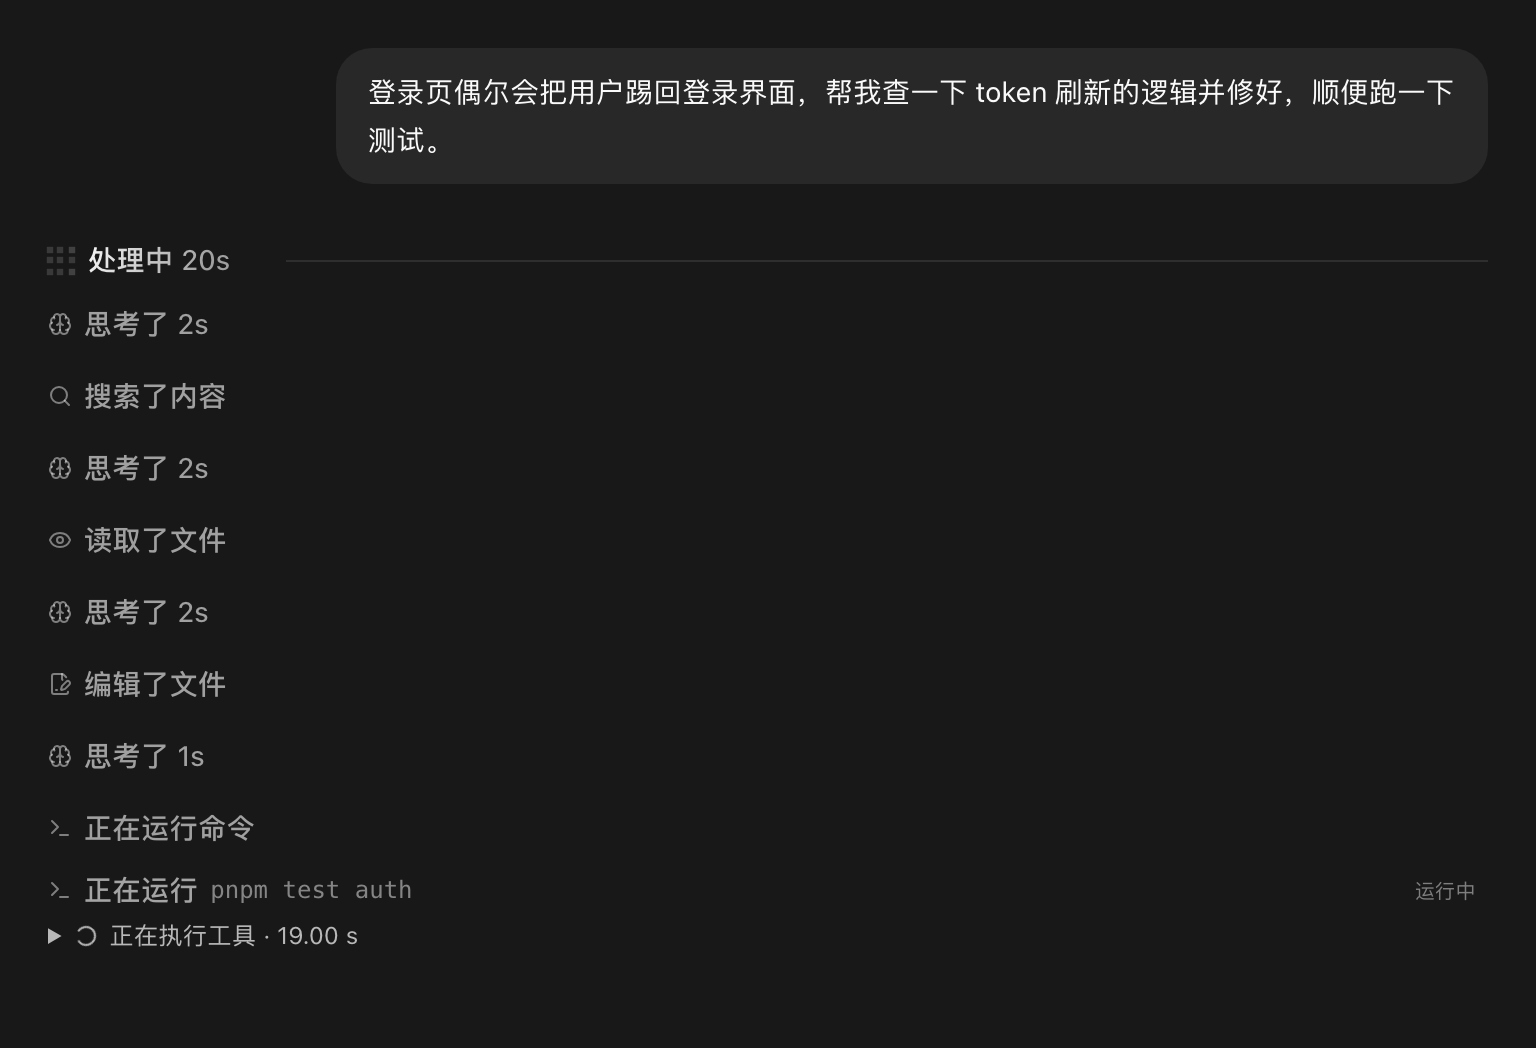 登录页偶尔会把用户踢回登录界面，帮我查一下 token 刷新的逻辑并修好，顺便跑一下
测试。
处理中 20s
思考了 2s
搜索了内容
思考了 2s
读取了文件
思考了 2s
编辑了文件
思考了 1s
正在运行命令
正在运行 pnpm test auth 运行中
正在执行工具 · 19.00 s